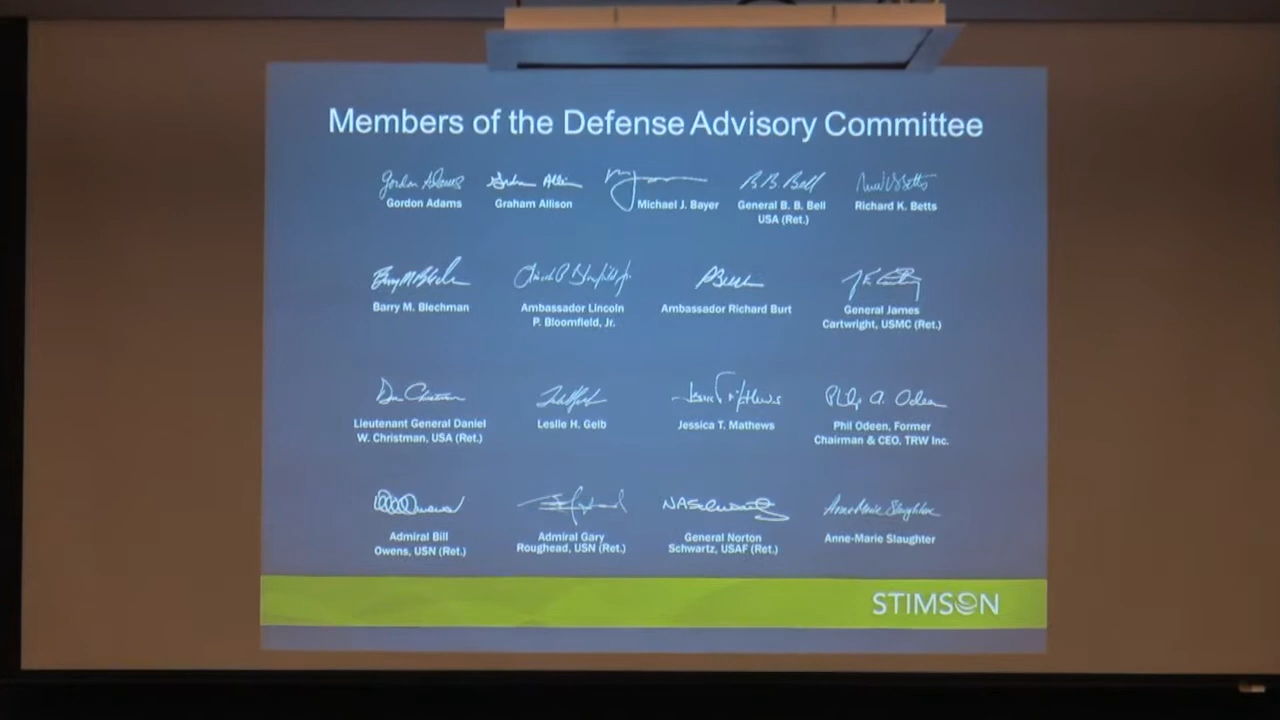 Members of the Defense Advisory Committee
Gordon Adams
Graham Allison
Michael J. Bayer
General B. B. Bell
USA (Ret.)
Richard K. Betts
Barry M. Blechman
Ambassador Lincoln
P. Bloomfield, Jr.
Ambassador Richard Burt
General James
Cartwright, USMC (Ret.)
Lieutenant General Daniel
W. Christman, USA (Ret.)
Leslie H. Gelb
Jessica T. Mathews
Phil Odeen, Former
Chairman & CEO, TRW Inc.
Admiral Bill
Owens, USN (Ret.)
Admiral Gary
Roughead, USN (Ret.)
General Norton
Schwartz, USAF (Ret.)
Anne-Marie Slaughter
STIMSON